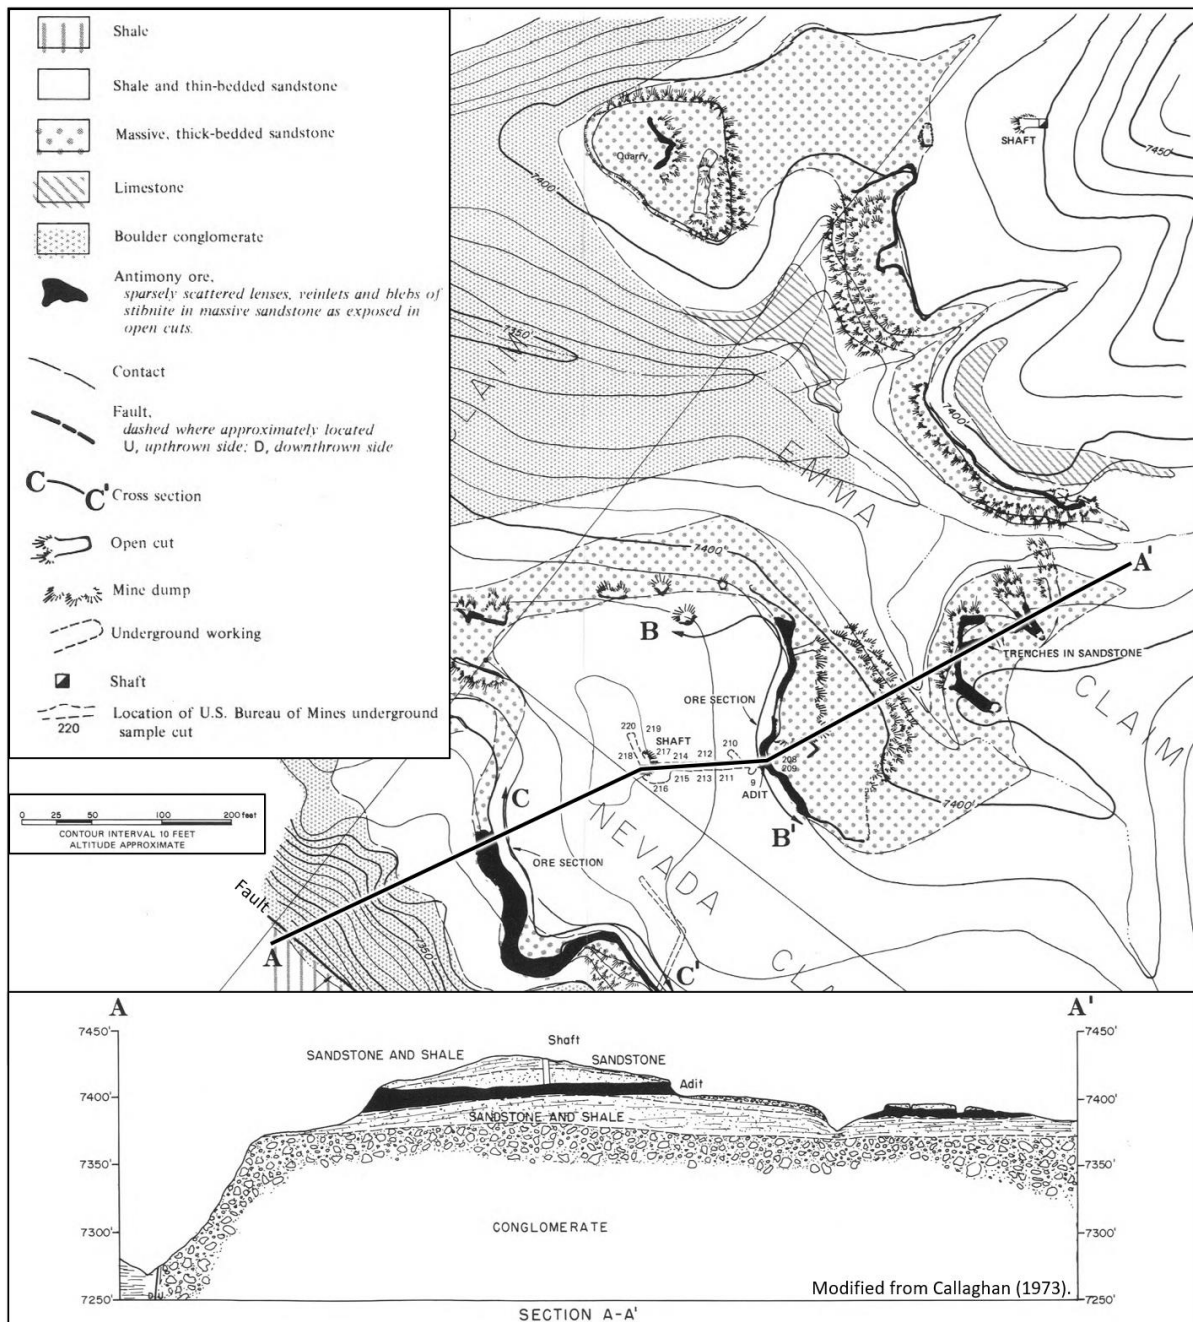 Shale
Shale and thin-bedded sandstone
Massive, thick-bedded sandstone
Limestone
Boulder conglomerate
Antimony ore,
sparsely scattered lenses, veinlets and blebs of
stibnite in massive sandstone as exposed in
open cuts.
Contact
Fault,
dashed where approximately located
U, upthrown side; D, downthrown side
C C' Cross section
Open cut
Mine dump
Underground working
Shaft
Location of U.S. Bureau of Mines underground
220 sample cut
0 25 50 100 200 feet
CONTOUR INTERVAL 10 FEET
ALTITUDE APPROXIMATE
Quarry
7400'
SHAFT
7450'
7350'
CLAIM
EMMA
7400'
7400'
A'
B
TRENCHES IN SANDSTONE
CLAIM
ORE SECTION
220
219
SHAFT
218
217
214
212
210
215
213
211
216
9
208
209
ADIT
7400'
C
B'
NEVADA
ORE SECTION
Fault
A
7350'
C'
CL
A
A'
7450'
7400'
7350'
7300'
7250'
7450'
7400'
7350'
7300'
7250'
Shaft
SANDSTONE AND SHALE
SANDSTONE
Adit
SANDSTONE AND SHALE
CONGLOMERATE
D U
Modified from Callaghan (1973).
SECTION A-A'